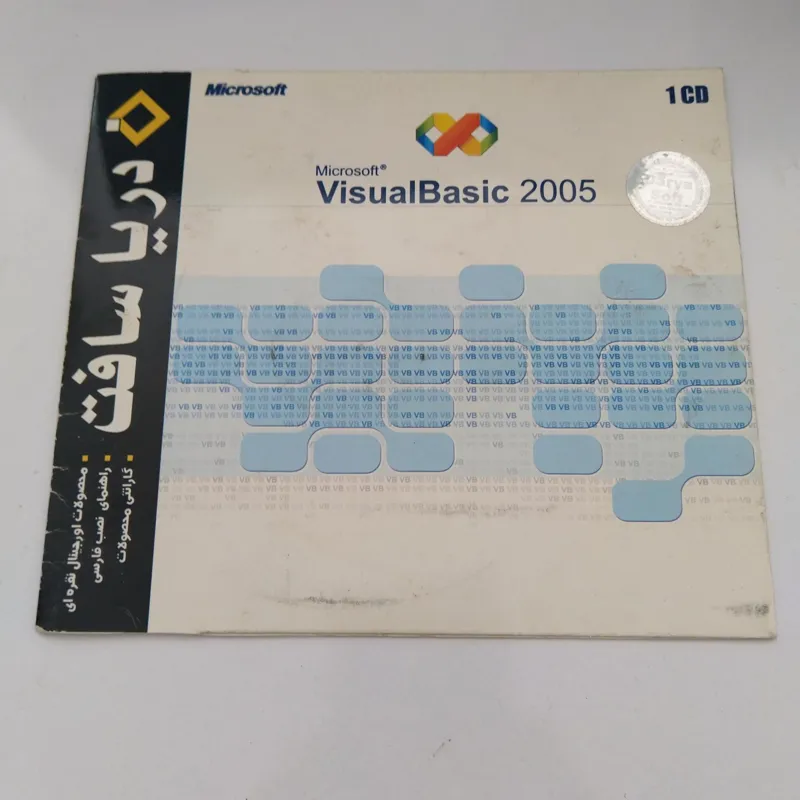 Microsoft
1 CD
Microsoft®
VisualBasic 2005
دریا سافت
محصولات اورجینال نقره ای
راهنمای نصب فارسی
گارانتی محصولات